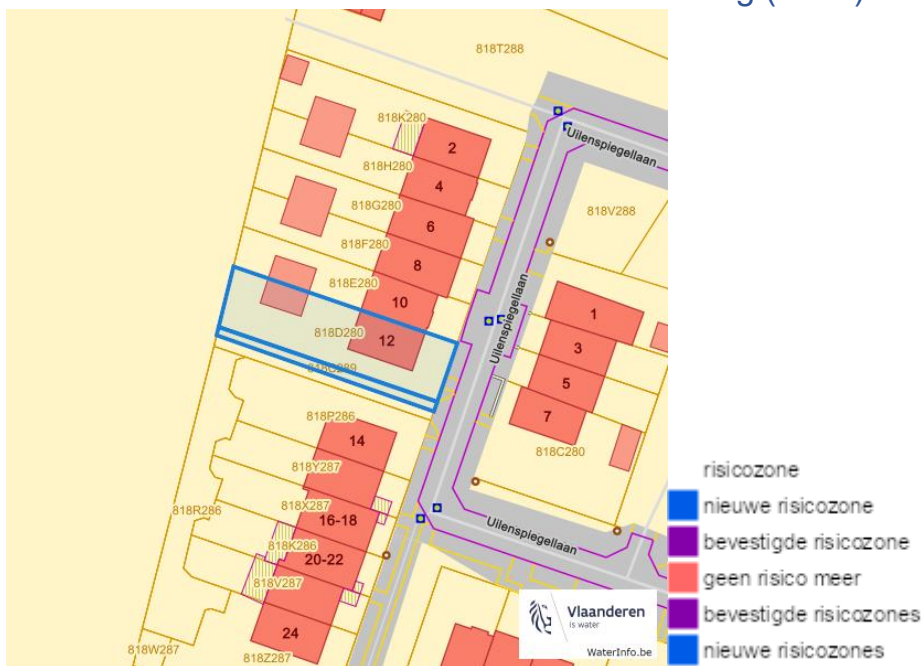 818T288
818K280
2
Uilenspiegellaan
818H280
4
818G280
6
818V288
818F280
8
818E280
10
Uilenspiegellaan
1
818D280
12
3
5
7
818P286
14
818C280
818Y287
818X287
818R286
16-18
Uilenspiegellaan
818K286
20-22
818V287
24
818W287
818Z287
Vlaanderen
is water
WaterInfo.be
risicozone
nieuwe risicozone
bevestigde risicozone
geen risico meer
bevestigde risicozones
nieuwe risicozones